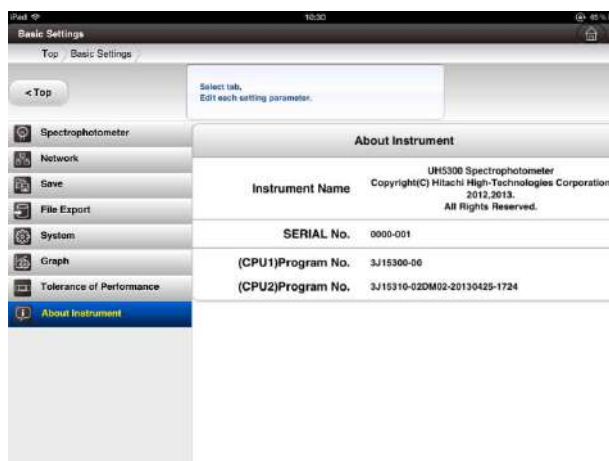 iPad
10:30
45%
Basic Settings
Top
Basic Settings
< Top
Select tab,
Edit each setting parameter.
Spectrophotometer
Network
Save
File Export
System
Graph
Tolerance of Performance
About Instrument
About Instrument
Instrument Name
UH5300 Spectrophotometer
Copyright(C) Hitachi High-Technologies Corporation
2012,2013.
All Rights Reserved.
SERIAL No.
0000-001
(CPU1)Program No.
3J15300-06
(CPU2)Program No.
3J15310-02DM02-20130425-1724